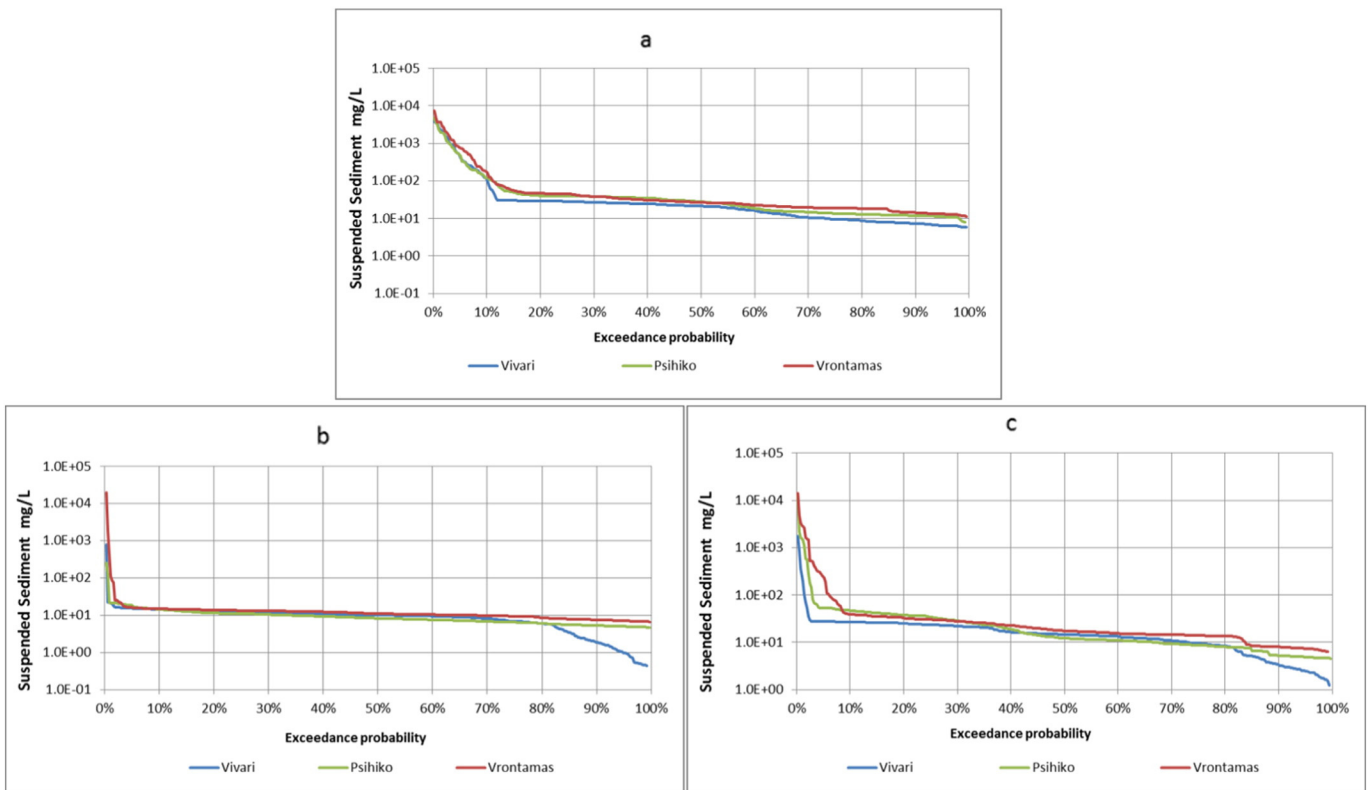 a
Suspended Sediment mg/L
1.0E+05
1.0E+04
1.0E+03
1.0E+02
1.0E+01
1.0E+00
1.0E-01
0% 10% 20% 30% 40% 50% 60% 70% 80% 90% 100%
Exceedance probability
Vivari Psihiko Vrontamas
b
Suspended Sediment mg/L
1.0E+05
1.0E+04
1.0E+03
1.0E+02
1.0E+01
1.0E+00
1.0E-01
0% 10% 20% 30% 40% 50% 60% 70% 80% 90% 100%
Exceedance probability
Vivari Psihiko Vrontamas
c
Suspended Sediment mg/L
1.0E+05
1.0E+04
1.0E+03
1.0E+02
1.0E+01
1.0E+00
0% 10% 20% 30% 40% 50% 60% 70% 80% 90% 100%
Exceedance probability
Vivari Psihiko Vrontamas